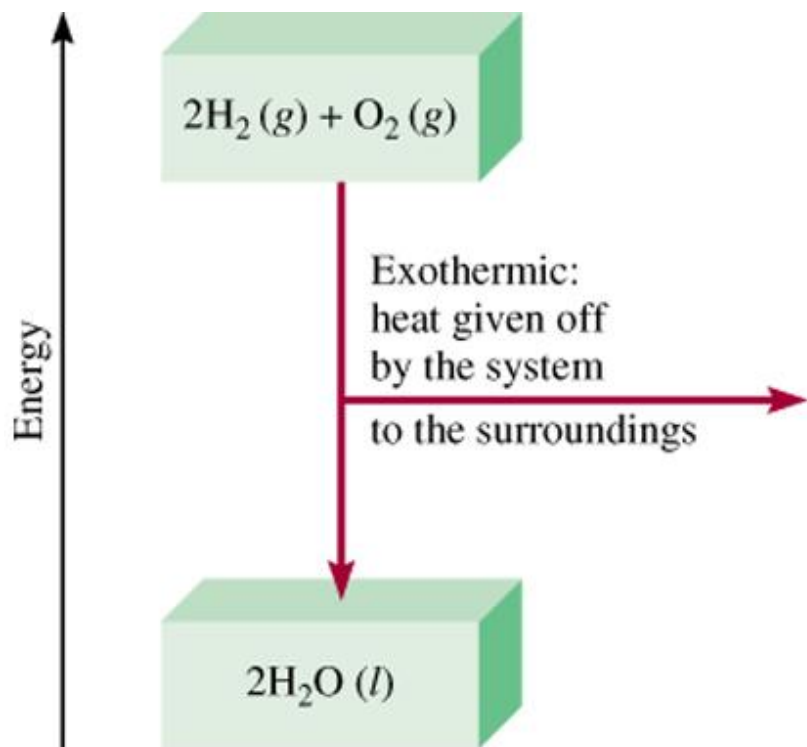 2H₂ (g) + O₂ (g)
Exothermic:
heat given off
by the system
to the surroundings
Energy
2H₂O (l)